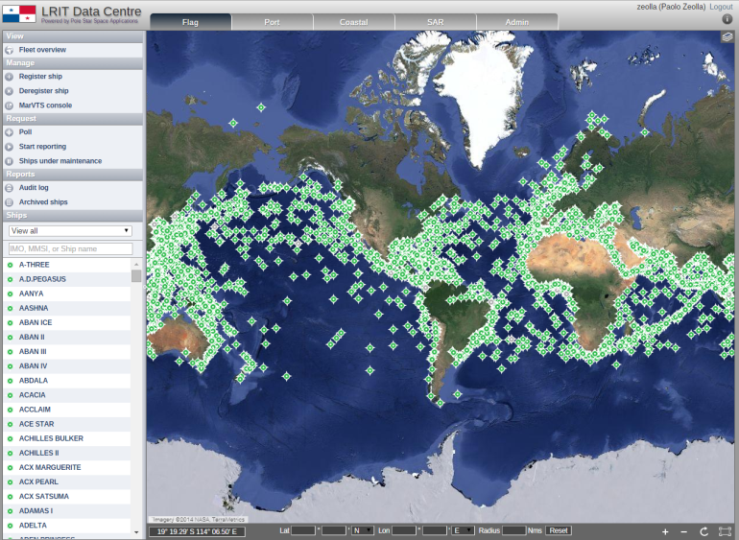 LRIT Data Centre
Powered by Pole Star Space Applications
zeolla (Paolo Zeolla) Logout
Flag
Port
Coastal
SAR
Admin
View
Fleet overview
Manage
Register ship
Deregister ship
MarVTS console
Request
Poll
Start reporting
Ships under maintenance
Reports
Audit log
Archived ships
Ships
View all
IMO, MMSI, or Ship name
A-THREE
A.D.PEGASUS
AANYA
AASHNA
ABAN ICE
ABAN II
ABAN III
ABAN IV
ABDALA
ACACIA
ACCLAIM
ACE STAR
ACHILLES BULKER
ACHILLES II
ACX MARGUERITE
ACX PEARL
ACX SATSUMA
ADAMAS I
ADELTA
ADEN PRINCESS
Imagery ©2014 NASA, TerraMetrics
19° 19.29' S 114° 06.50' E
Lat ° ' N Lon ° ' E Radius Nms Reset